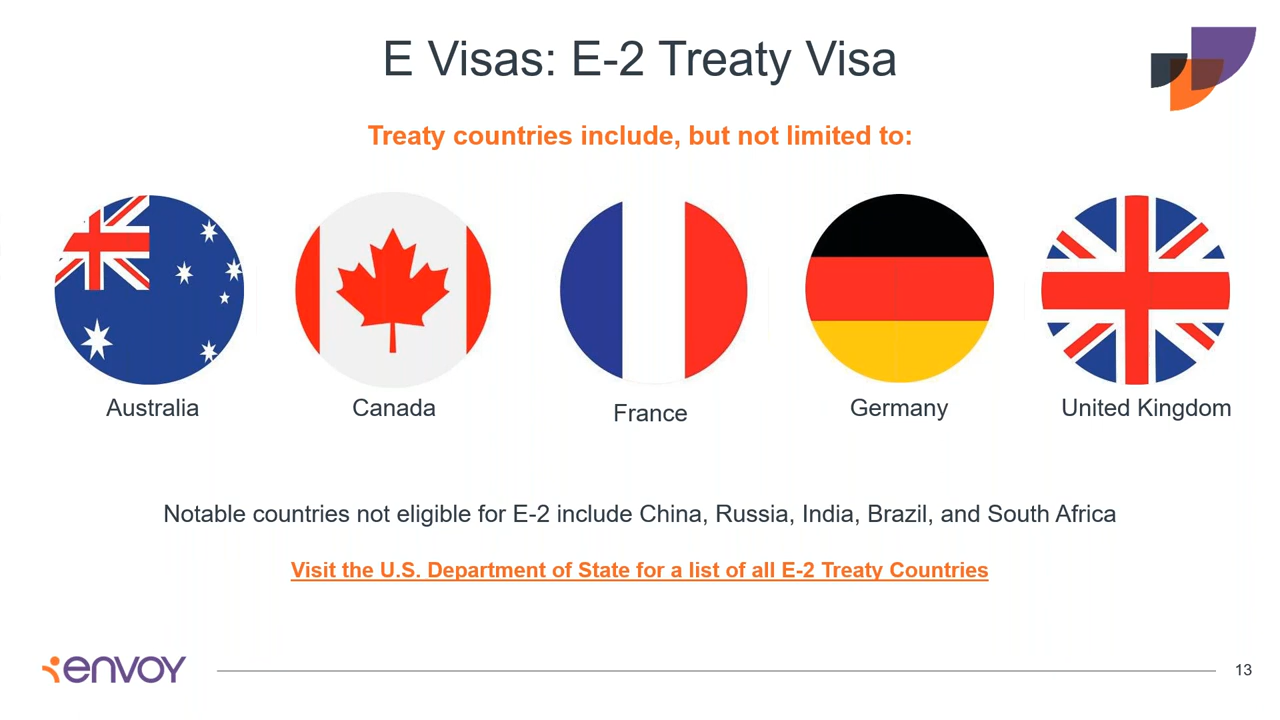 E Visas: E-2 Treaty Visa
Treaty countries include, but not limited to:
Australia
Canada
France
Germany
United Kingdom
Notable countries not eligible for E-2 include China, Russia, India, Brazil, and South Africa
Visit the U.S. Department of State for a list of all E-2 Treaty Countries
envoy
13